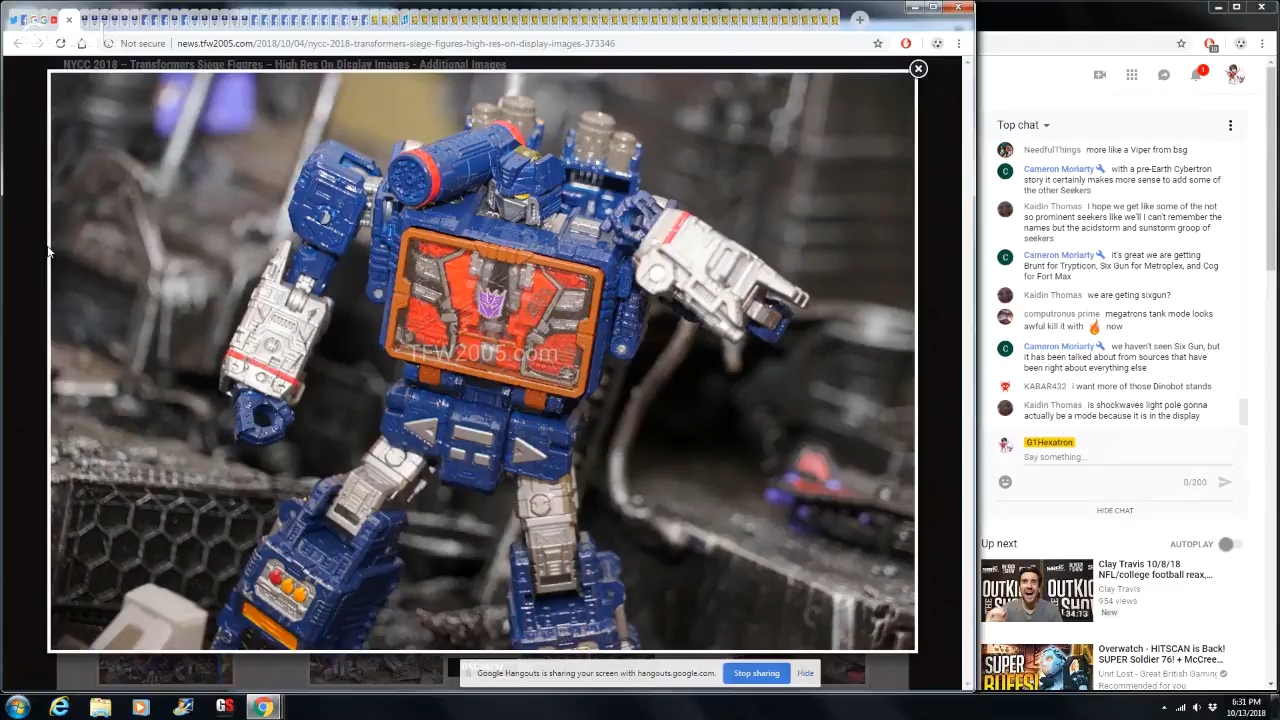 Not secure
news.tfw2005.com/2018/10/04/nycc-2018-transformers-siege-figures-high-res-on-display-images-373346
NYCC 2018 – Transformers Siege Figures – High Res On Display Images - Additional Images
TFW2005.com
Google Hangouts is sharing your screen with hangouts.google.com.
Stop sharing
Hide
10
1
Top chat
NeedfulThings more like a Viper from bsg
Cameron Moriarty with a pre-Earth Cybertron
story it certainly makes more sense to add some of
the other Seekers
Kaidin Thomas I hope we get like some of the not
so prominent seekers like we'll I can't remember the
names but the acidstorm and sunstorm groop of
seekers
Cameron Moriarty it's great we are getting
Brunt for Trypticon, Six Gun for Metroplex, and Cog
for Fort Max
Kaidin Thomas we are geting sixgun?
computronus prime megatrons tank mode looks
awful kill it with now
Cameron Moriarty we haven't seen Six Gun, but
it has been talked about from sources that have
been right about everything else
KABAR432 i want more of those Dinobot stands
Kaidin Thomas is shockwaves light pole gonna
actually be a mode because it is in the display
G1Hexatron
Say something...
0/200
HIDE CHAT
Up next
AUTOPLAY
OUTKICK
THE SHOW
34:13
Clay Travis 10/8/18
NFL/college football reax,...
Clay Travis
954 views
New
SUPER
BUFFS!
Overwatch - HITSCAN is Back!
SUPER Soldier 76! + McCree...
Unit Lost - Great British Gaming
Recommended for you
GS
6:31 PM
10/13/2018